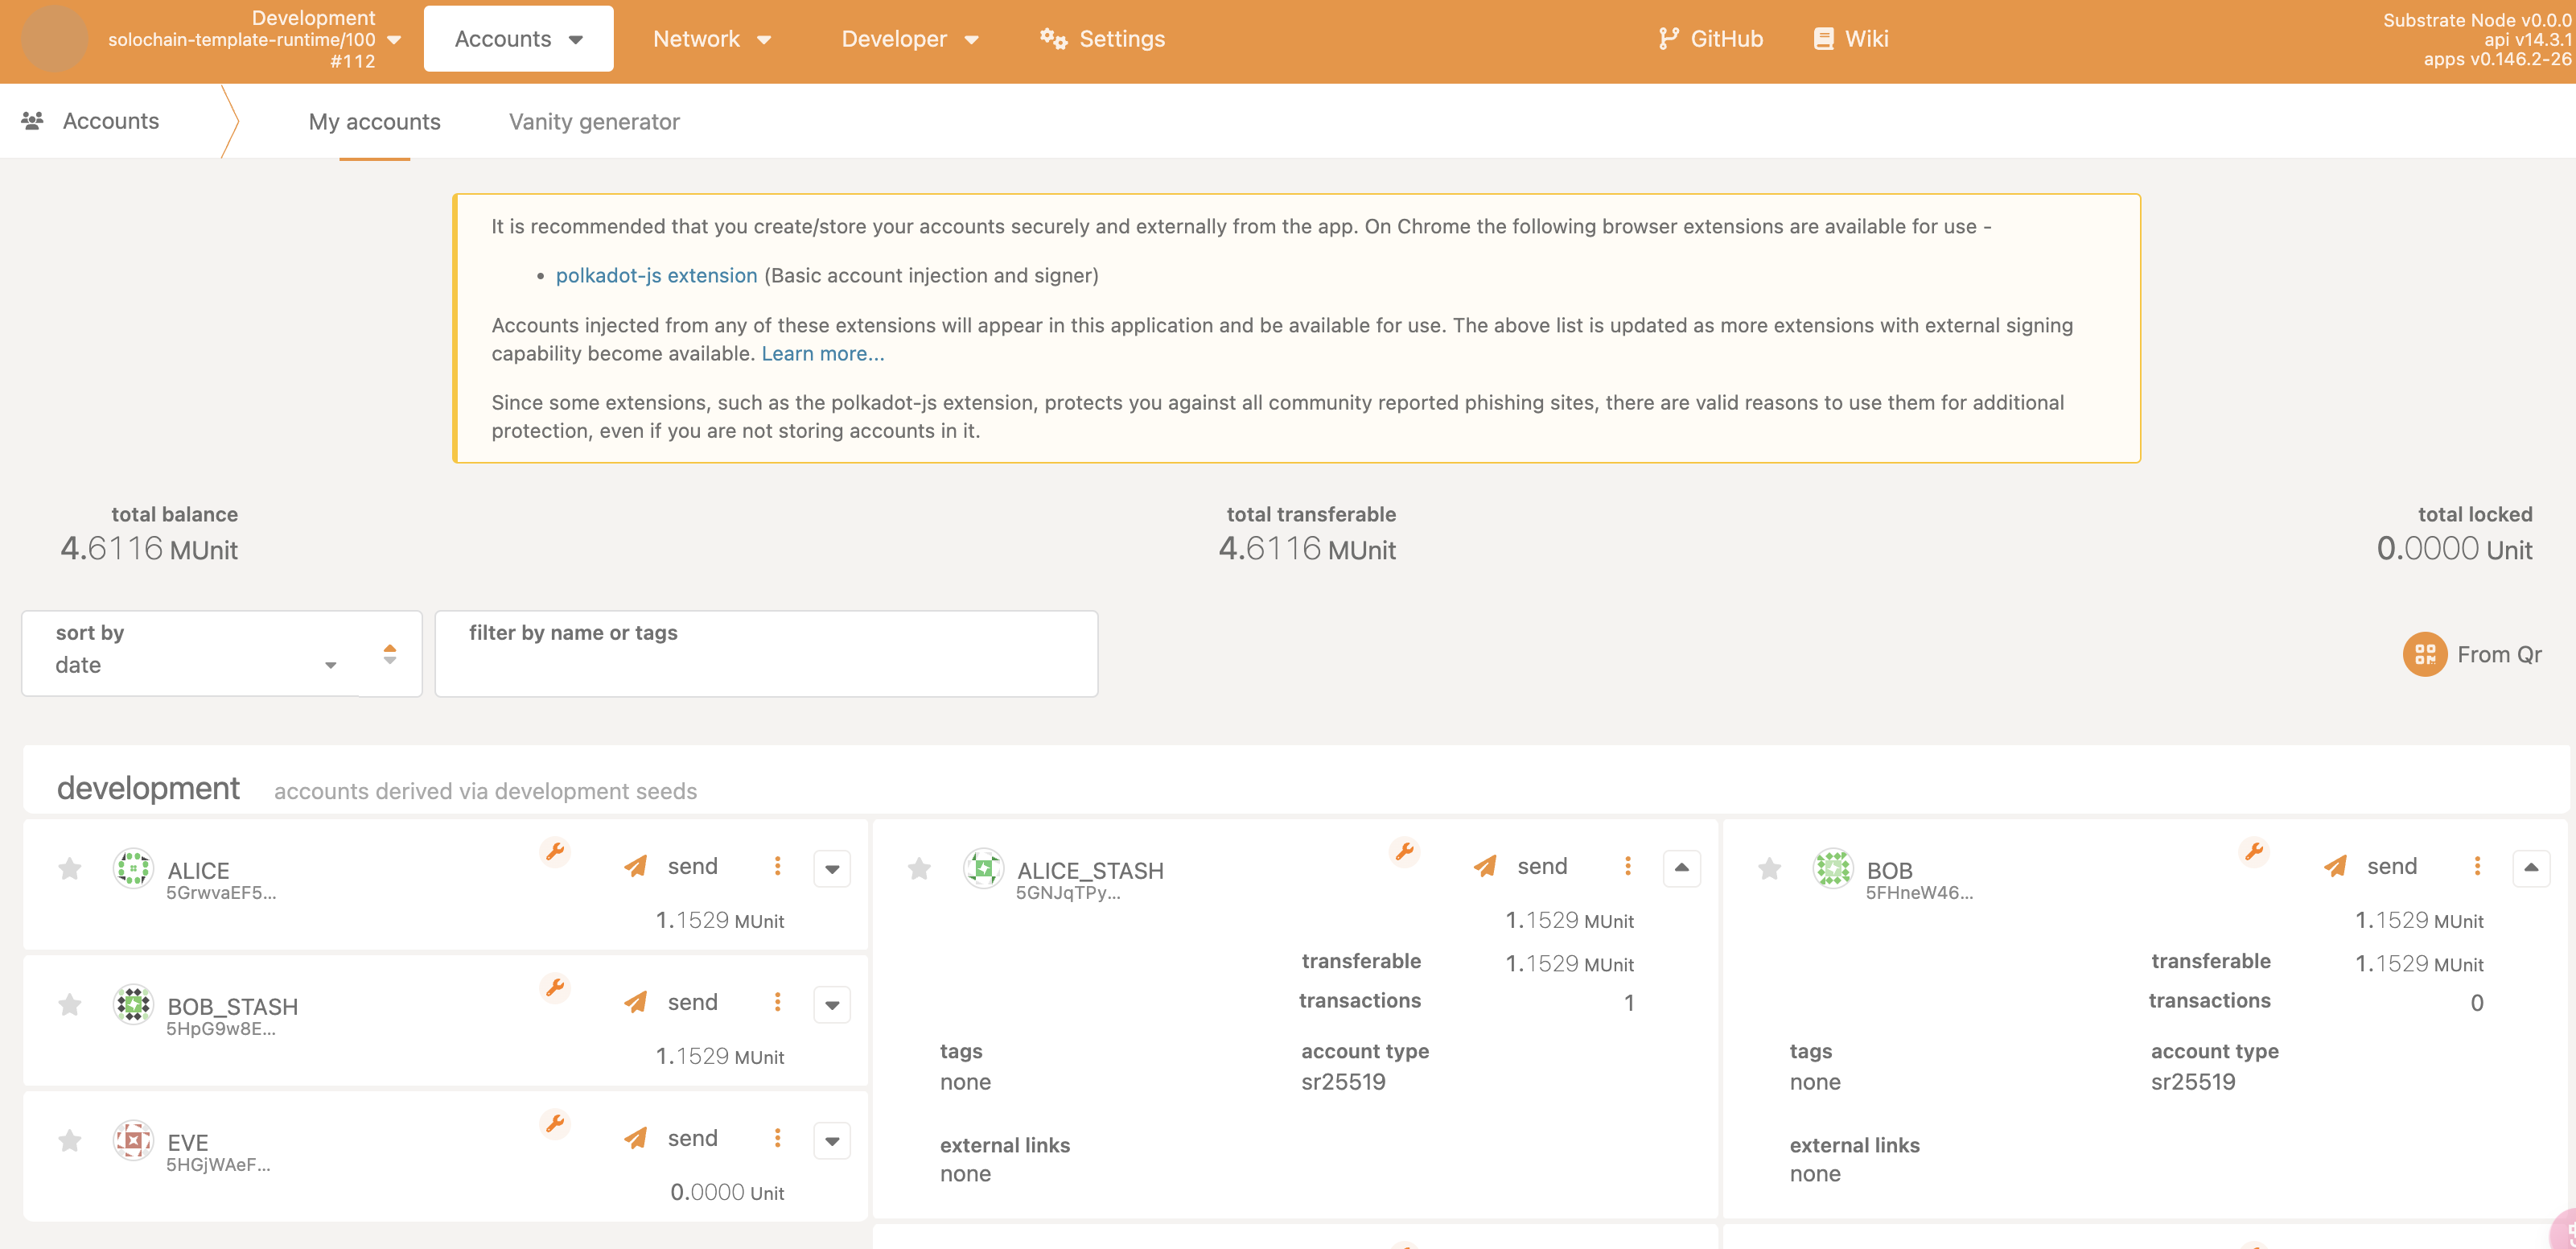 Development
solochain-template-runtime/100
#112
Accounts
Network
Developer
Settings
GitHub
Wiki
Substrate Node v0.0.0
api v14.3.1
apps v0.146.2-26
Accounts
My accounts
Vanity generator
It is recommended that you create/store your accounts securely and externally from the app. On Chrome the following browser extensions are available for use -
• polkadot-js extension (Basic account injection and signer)
Accounts injected from any of these extensions will appear in this application and be available for use. The above list is updated as more extensions with external signing
capability become available. Learn more...
Since some extensions, such as the polkadot-js extension, protects you against all community reported phishing sites, there are valid reasons to use them for additional
protection, even if you are not storing accounts in it.
total balance
4.6116 MUnit
total transferable
4.6116 MUnit
total locked
0.0000 Unit
sort by
date
filter by name or tags
From Qr
development accounts derived via development seeds
ALICE
5GrwvaEF5...
send
1.1529 MUnit
BOB_STASH
5HpG9w8E...
send
1.1529 MUnit
EVE
5HGjWAeF...
send
0.0000 Unit
ALICE_STASH
5GNJqTPy...
send
1.1529 MUnit
transferable 1.1529 MUnit
transactions 1
tags
none
account type
sr25519
external links
none
BOB
5FHneW46...
send
1.1529 MUnit
transferable 1.1529 MUnit
transactions 0
tags
none
account type
sr25519
external links
none